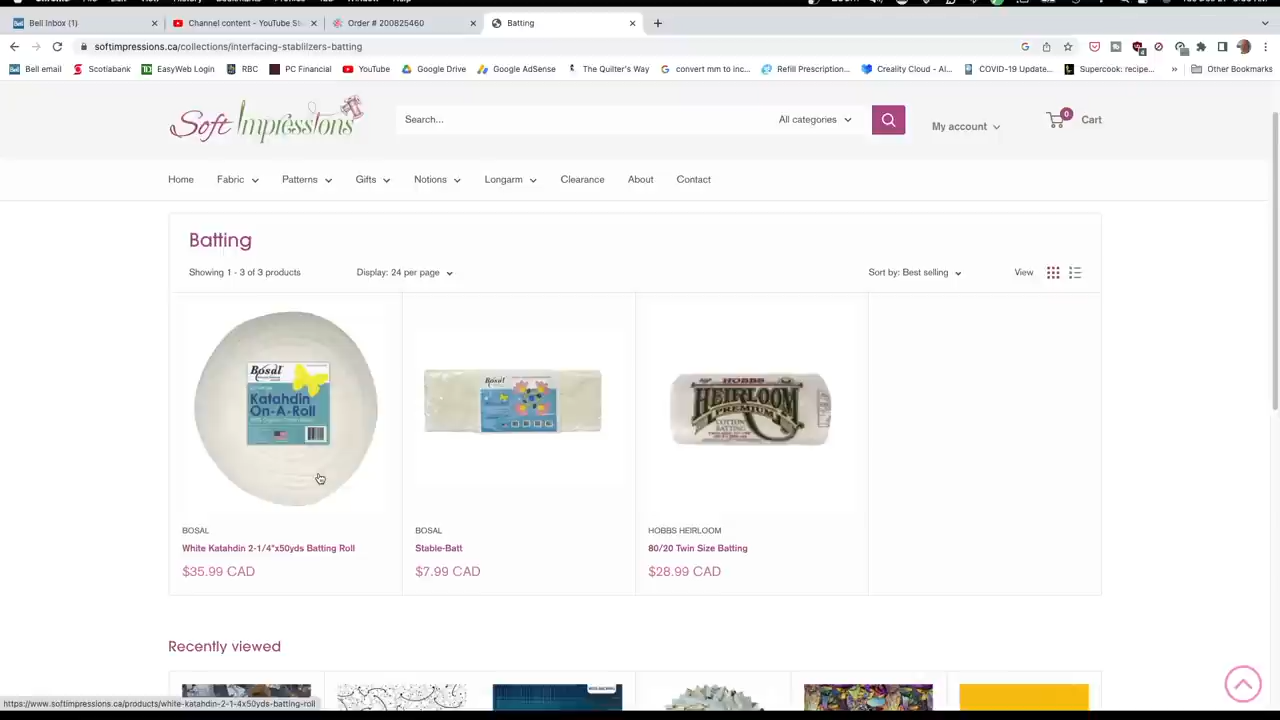 Bell Inbox (1)
Channel content - YouTube St
Order # 200825460
Batting
softimpressions.ca/collections/interfacing-stablilzers-batting
Bell email
Scotiabank
EasyWeb Login
RBC
PC Financial
YouTube
Google Drive
Google AdSense
The Quilter's Way
convert mm to inc...
Refill Prescription...
Creality Cloud - Al...
COVID-19 Update...
Supercook: recipe...
Other Bookmarks
Soft Impressions
Search...
All categories
My account
0
Cart
Home
Fabric
Patterns
Gifts
Notions
Longarm
Clearance
About
Contact
Batting
Showing 1 - 3 of 3 products
Display: 24 per page
Sort by: Best selling
View
Bosal
Katahdin
On-A-Roll
Bosal
HOBBS
HEIRLOOM
PREMIUM
COTTON
BATTING
BOSAL
White Katahdin 2-1/4"x50yds Batting Roll
$35.99 CAD
BOSAL
Stable-Batt
$7.99 CAD
HOBBS HEIRLOOM
80/20 Twin Size Batting
$28.99 CAD
Recently viewed
https://www.softimpressions.ca/products/white-katahdin-2-1-4x50yds-batting-roll